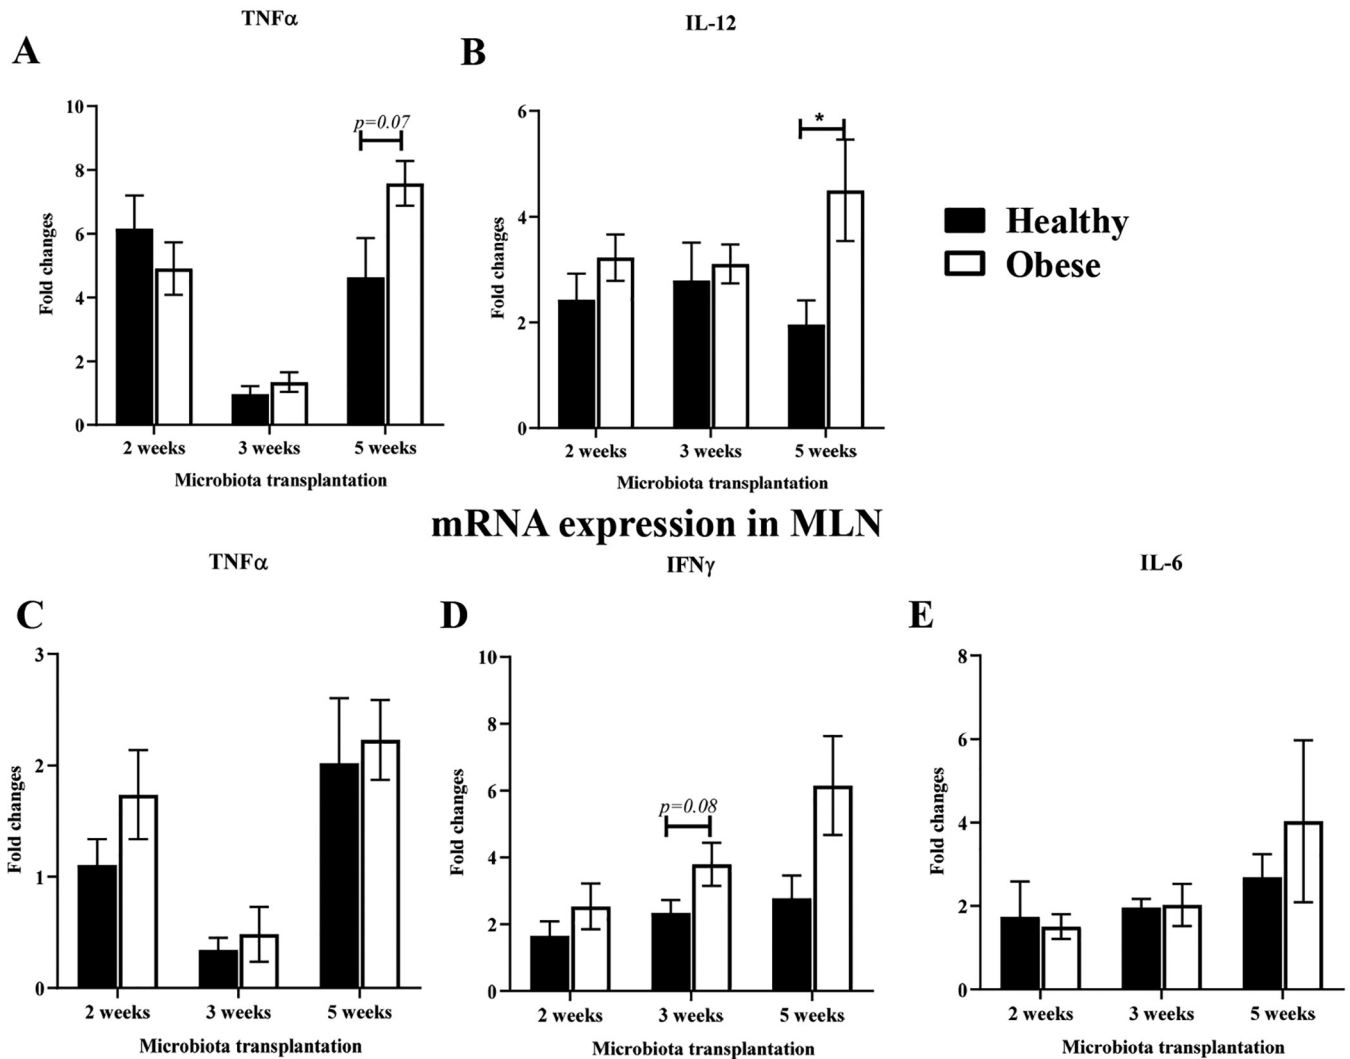 TNFα
IL-12
A
B
10
8
6
4
2
0
Fold changes
p=0.07
2 weeks
3 weeks
5 weeks
Microbiota transplantation
6
4
2
0
Fold changes
*
2 weeks
3 weeks
5 weeks
Microbiota transplantation
Healthy
Obese
mRNA expression in MLN
TNFα
IFNγ
IL-6
C
D
E
3
2
1
0
Fold changes
2 weeks
3 weeks
5 weeks
Microbiota transplantation
10
8
6
4
2
0
Fold changes
p=0.08
2 weeks
3 weeks
5 weeks
Microbiota transplantation
8
6
4
2
0
Fold changes
2 weeks
3 weeks
5 weeks
Microbiota transplantation